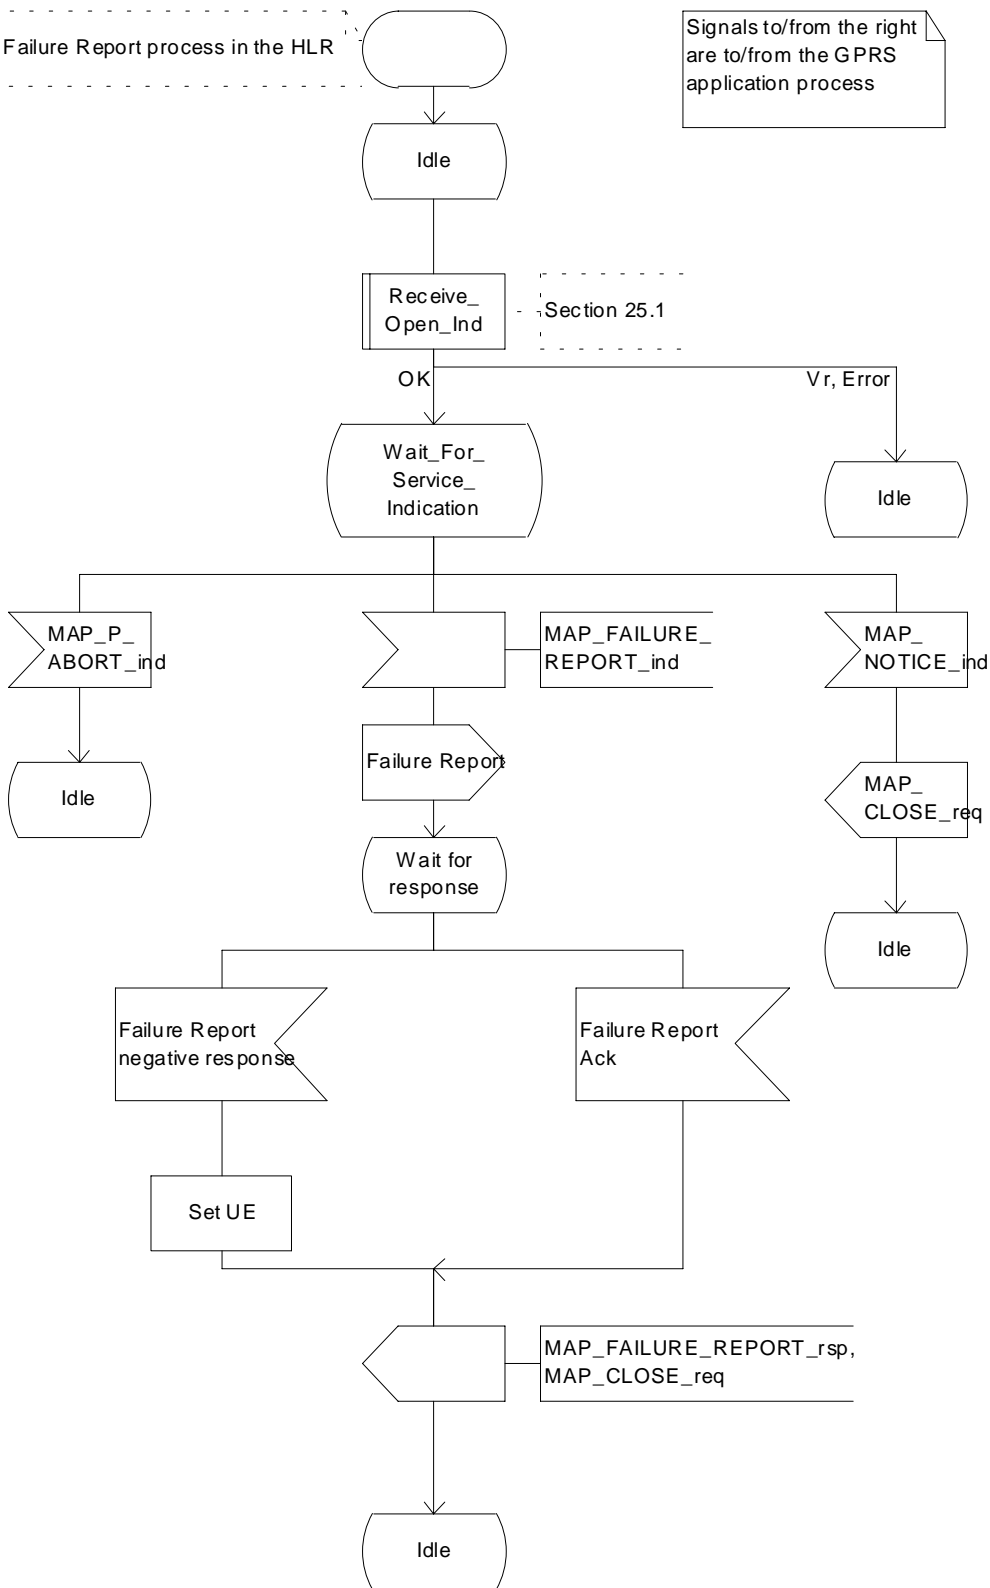 Failure Report process in the HLR
Signals to/from the right
are to/from the GPRS
application process
Idle
Receive_
Open_Ind
Section 25.1
OK
Vr, Error
Wait_For_
Service_
Indication
Idle
MAP_P_
ABORT_ind
MAP_FAILURE_
REPORT_ind
MAP_
NOTICE_ind
Failure Report
Idle
MAP_
CLOSE_req
Wait for
response
Idle
Failure Report
negative response
Failure Report
Ack
Set UE
MAP_FAILURE_REPORT_rsp,
MAP_CLOSE_req
Idle